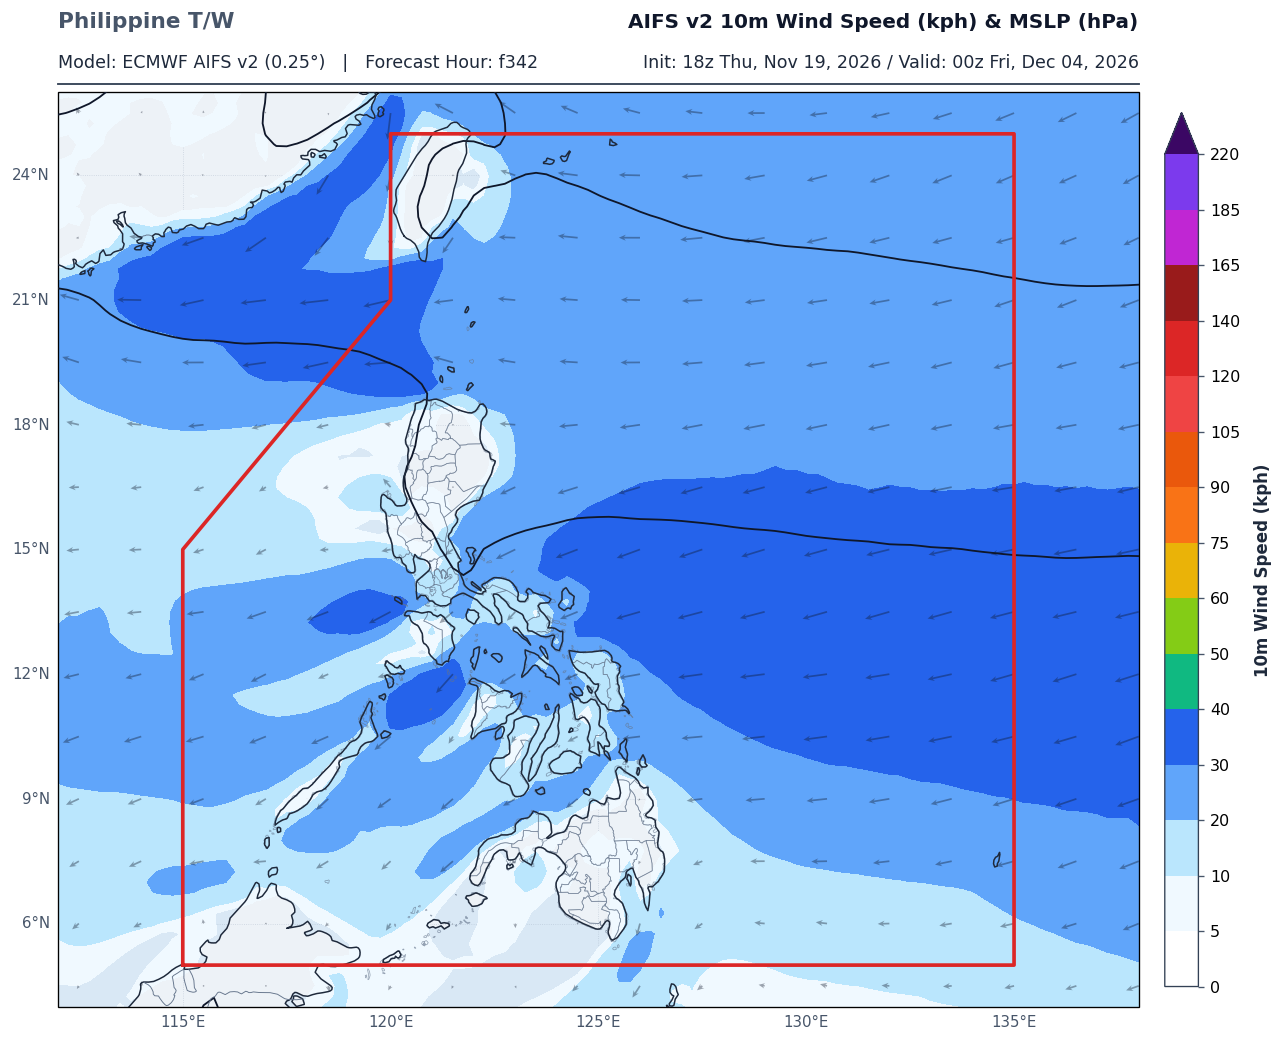 Philippine T/W
AIFS v2 10m Wind Speed (kph) & MSLP (hPa)
Model: ECMWF AIFS v2 (0.25°) | Forecast Hour: f342
Init: 18z Thu, Nov 19, 2026 / Valid: 00z Fri, Dec 04, 2026
24°N
21°N
18°N
15°N
12°N
9°N
6°N
115°E
120°E
125°E
130°E
135°E
220
185
165
140
120
105
90
75
60
50
40
30
20
10
5
0
10m Wind Speed (kph)